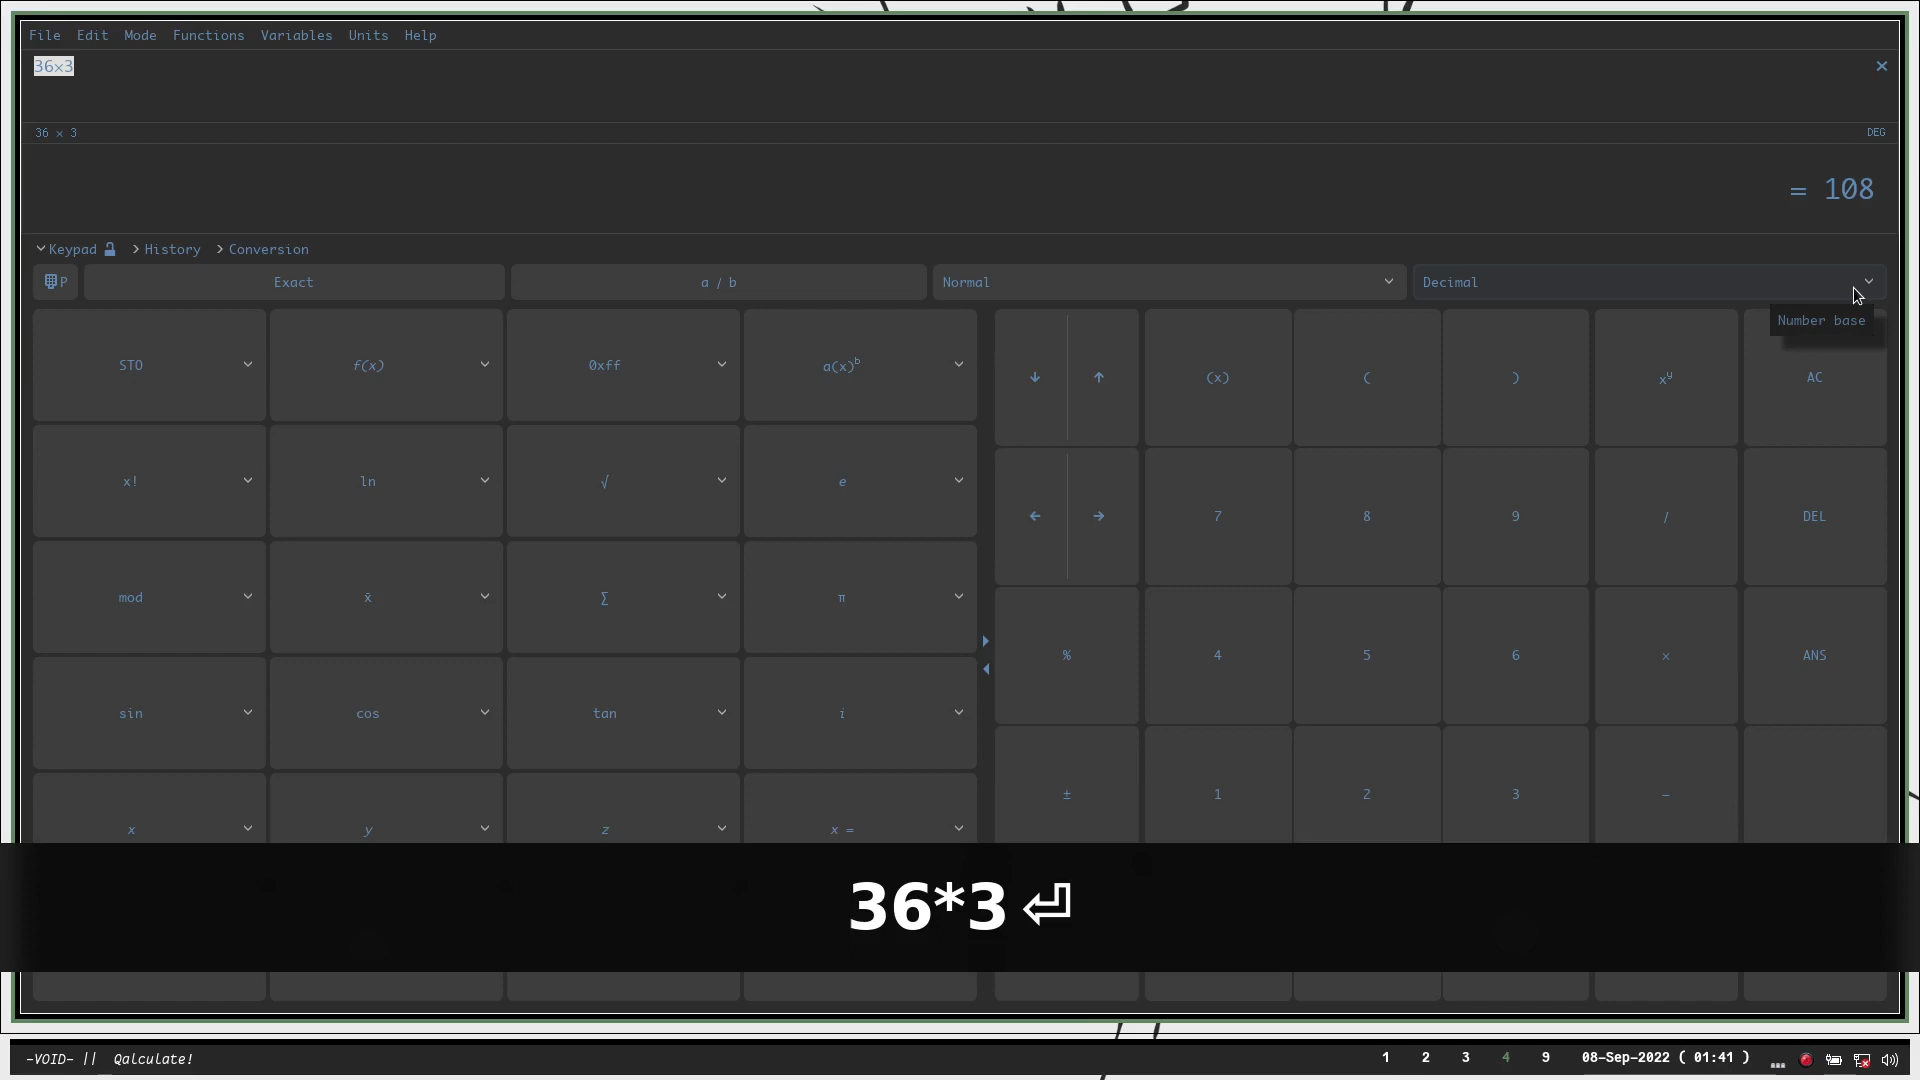 File Edit Mode Functions Variables Units Help
36×3
36 × 3 DEG
= 108
Keypad History Conversion
P Exact a / b Normal Decimal
Number base
STO f(x) 0xff a(x)ᵇ (x) ( ) xʸ AC
x! ln √ e 7 8 9 / DEL
mod x̄ ∑ π % 4 5 6 × ANS
sin cos tan i ± 1 2 3 −
x y z x =
36*3 ⏎
-VOID- || Qalculate! 1 2 3 4 9 08-Sep-2022 ( 01:41 )